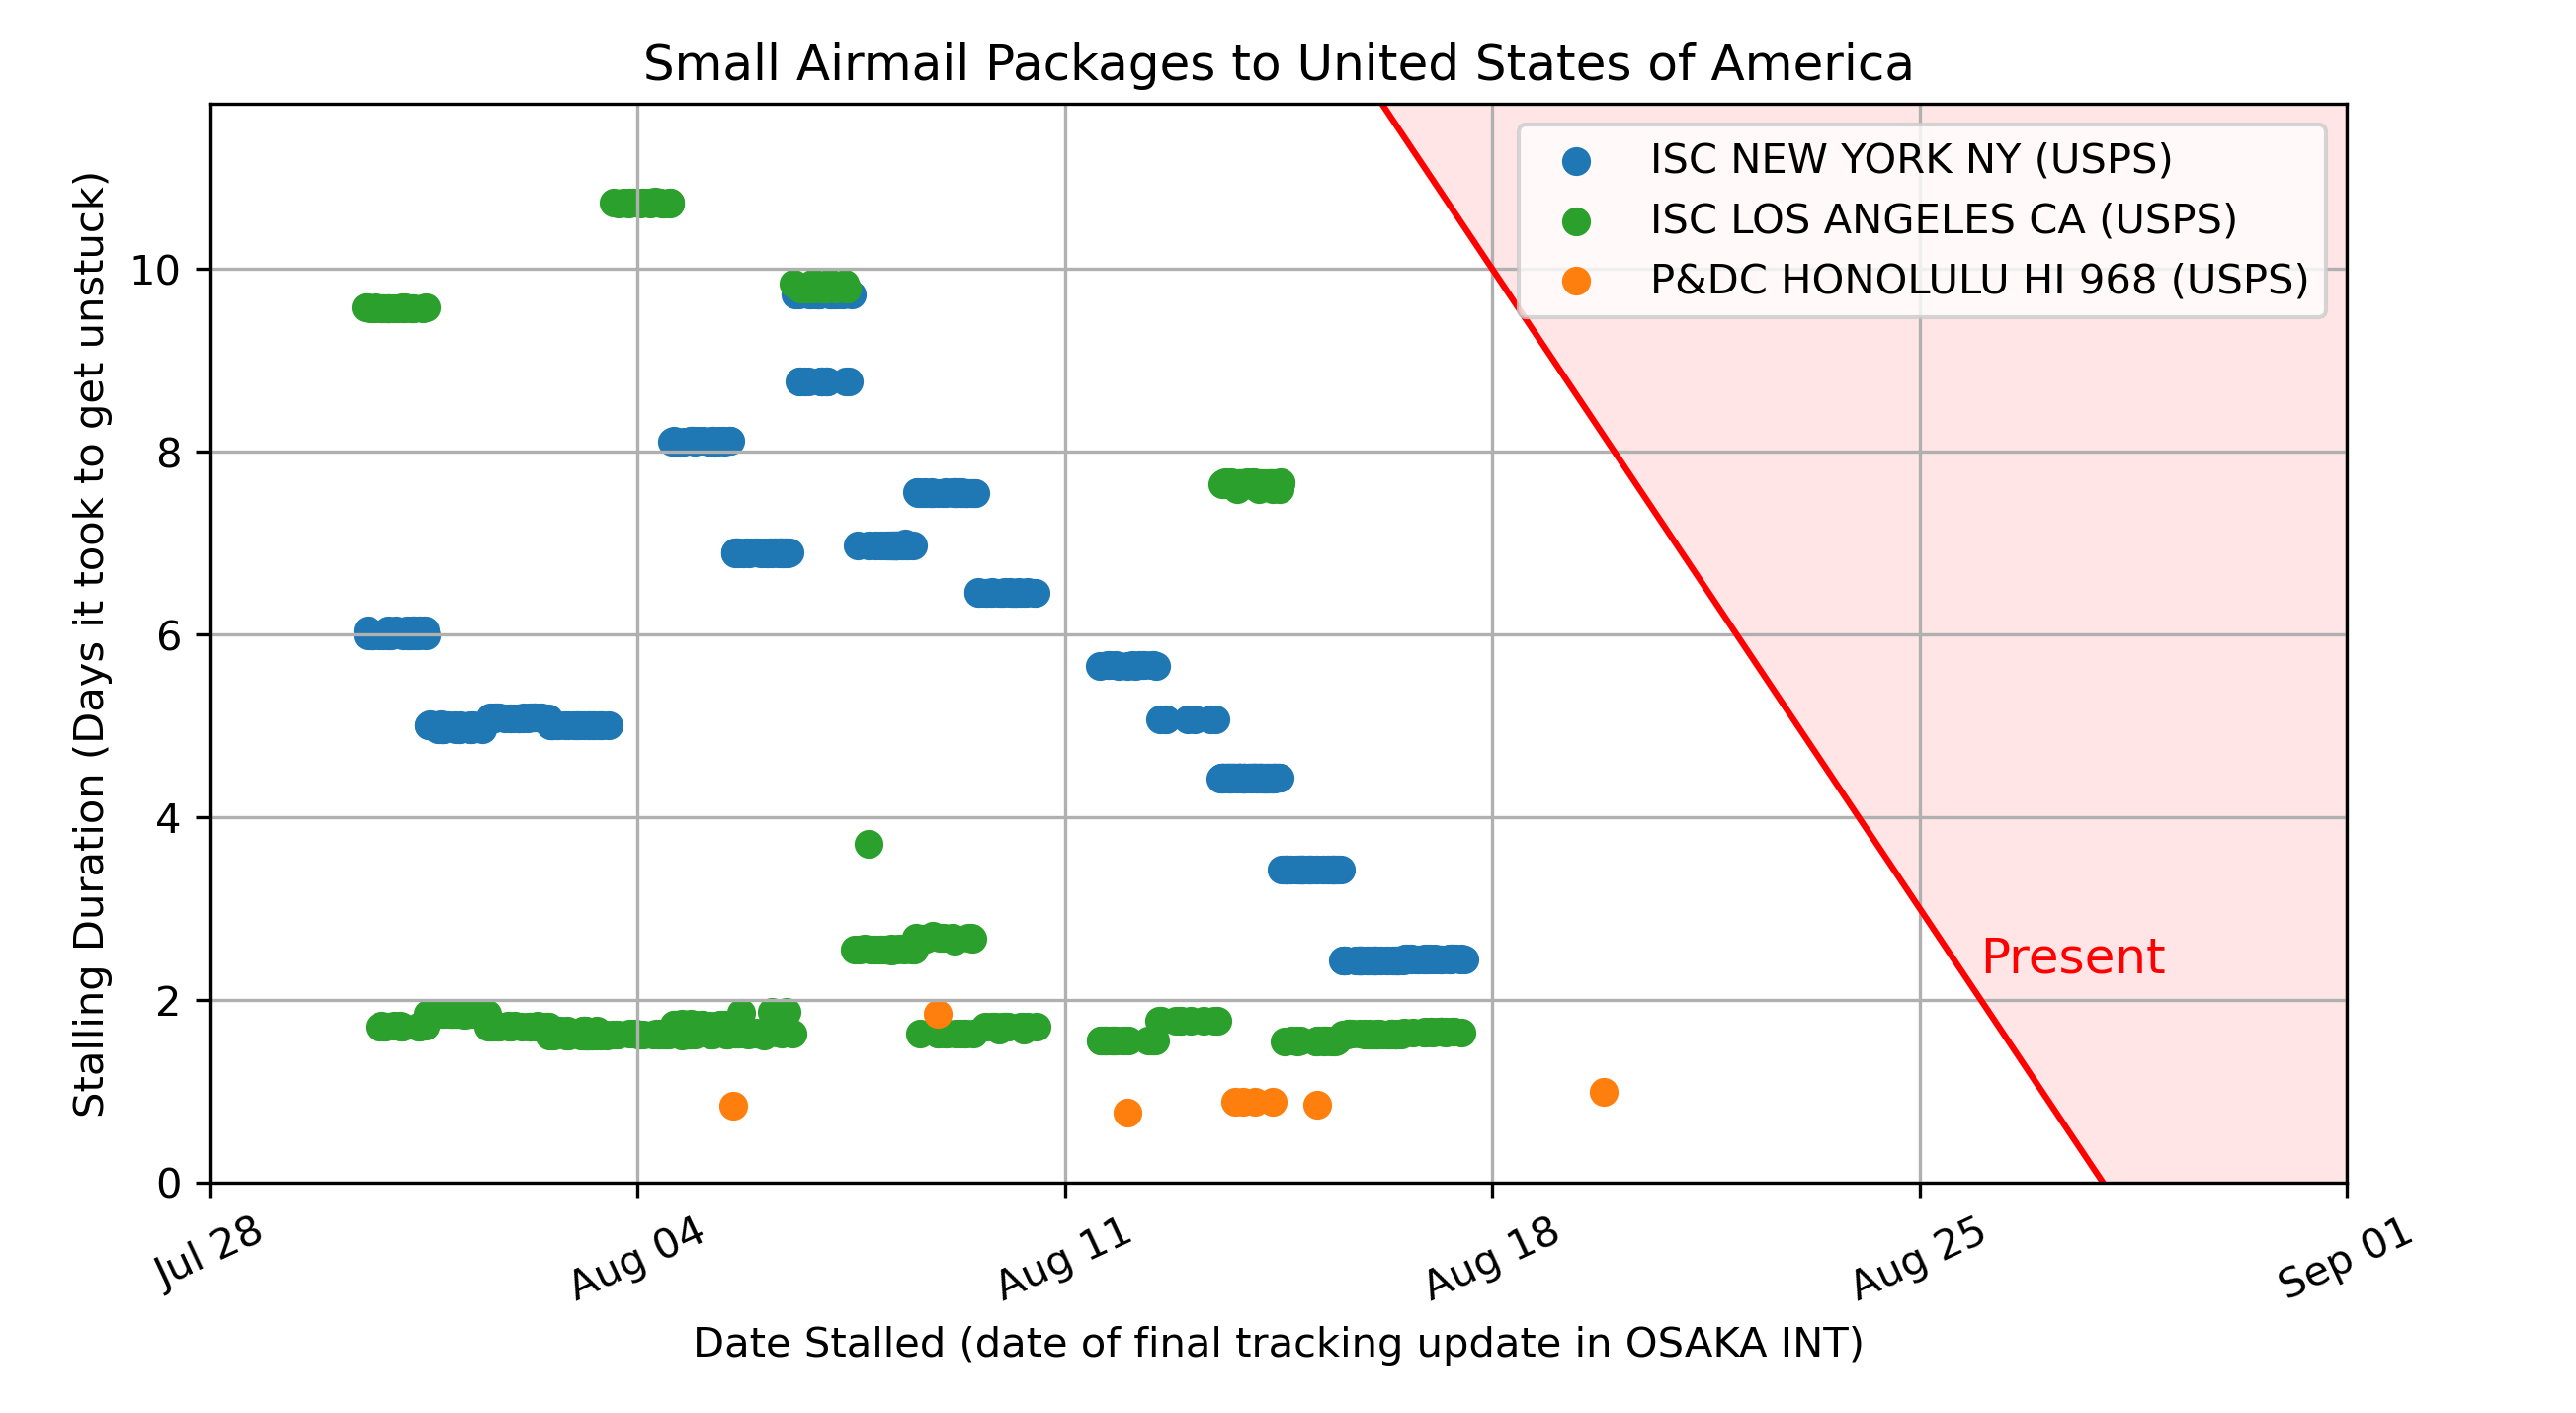 Small Airmail Packages to United States of America
Stalling Duration (Days it took to get unstuck)
10
8
6
4
2
0
ISC NEW YORK NY (USPS)
ISC LOS ANGELES CA (USPS)
P&DC HONOLULU HI 968 (USPS)
Present
Jul 28
Aug 04
Aug 11
Aug 18
Aug 25
Sep 01
Date Stalled (date of final tracking update in OSAKA INT)